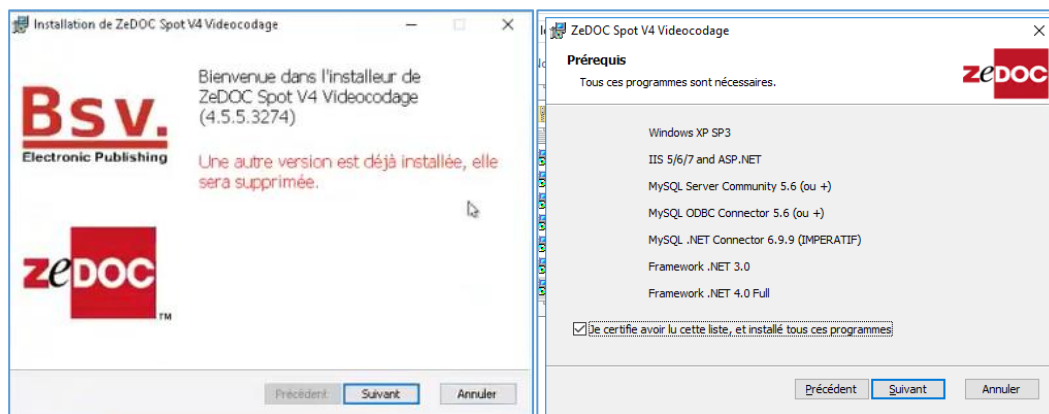 Installation de ZeDOC Spot V4 Videocodage
Bsv.
Electronic Publishing
Bienvenue dans l'installeur de
ZeDOC Spot V4 Videocodage
(4.5.5.3274)
Une autre version est déjà installée, elle
sera supprimée.
zeDOC
TM
Précédent
Suivant
Annuler
ZeDOC Spot V4 Videocodage
Prérequis
Tous ces programmes sont nécessaires.
zeDOC
Windows XP SP3
IIS 5/6/7 and ASP.NET
MySQL Server Community 5.6 (ou +)
MySQL ODBC Connector 5.6 (ou +)
MySQL .NET Connector 6.9.9 (IMPERATIF)
Framework .NET 3.0
Framework .NET 4.0 Full
Je certifie avoir lu cette liste, et installé tous ces programmes
Précédent
Suivant
Annuler